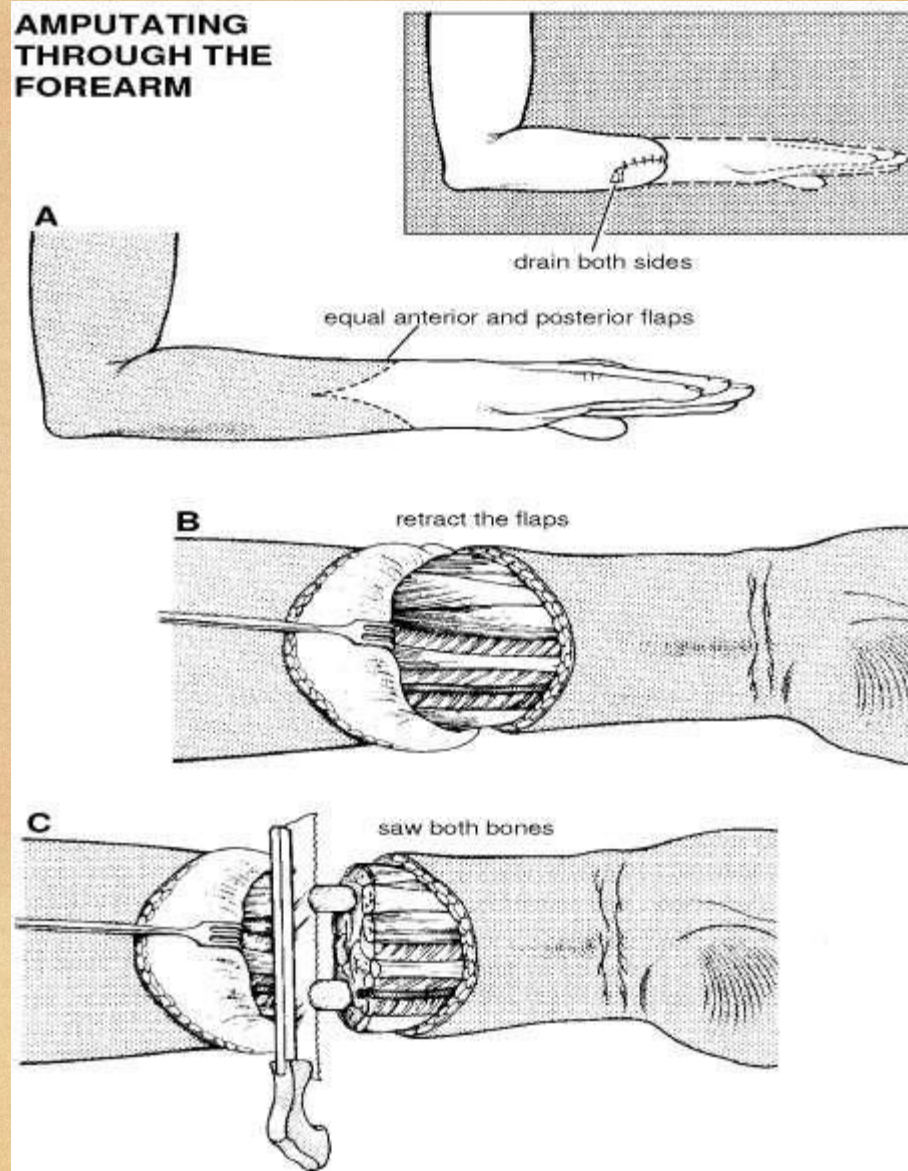 AMPUTATING
THROUGH THE
FOREARM
drain both sides
A
equal anterior and posterior flaps
B
retract the flaps
C
saw both bones